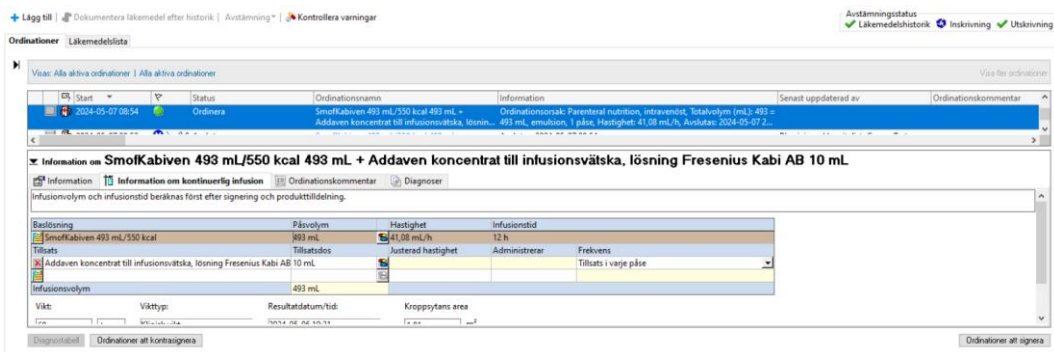 Lägg till | Dokumentera läkemedel efter historik | Avstämning | Kontrollera varningar
Avstämningsstatus
Läkemedelshistorik Inskrivning Utskrivning
Ordinationer Läkemedelslista
Visas: Alla aktiva ordinationer | Alla aktiva ordinationer
Visa fler ordinationer
Start Status Ordinationsnamn Information Senast uppdaterad av Ordinationskommentar
2024-05-07 08:54 Ordinera SmofKabiven 493 mL/550 kcal 493 mL + Ordinationsorsak: Parenteral nutrition, intravenöst, Totalvolym (mL): 493 =
Addaven koncentrat till infusionsvätska, lösnin... 493 mL, emulsion, 1 påse, Hastighet: 41,08 mL/h, Avslutas: 2024-05-07 2...
Information om SmofKabiven 493 mL/550 kcal 493 mL + Addaven koncentrat till infusionsvätska, lösning Fresenius Kabi AB 10 mL
Information Information om kontinuerlig infusion Ordinationskommentar Diagnoser
Infusionvolym och infusionstid beräknas först efter signering och produkttilldelning.
Baslösning Påsvolym Hastighet Infusionstid
SmofKabiven 493 mL/550 kcal 493 mL 41,08 mL/h 12 h
Tillsats Tillsatsdos Justerad hastighet Administrerar Frekvens
Addaven koncentrat till infusionsvätska, lösning Fresenius Kabi AB 10 mL Tillsats i varje påse
Infusionsvolym 493 mL
Vikt: Vikttyp: Resultatdatum/tid: Kroppsytans area
m²
Diagnostabell Ordinationer att kontrasignera Ordinationer att signera